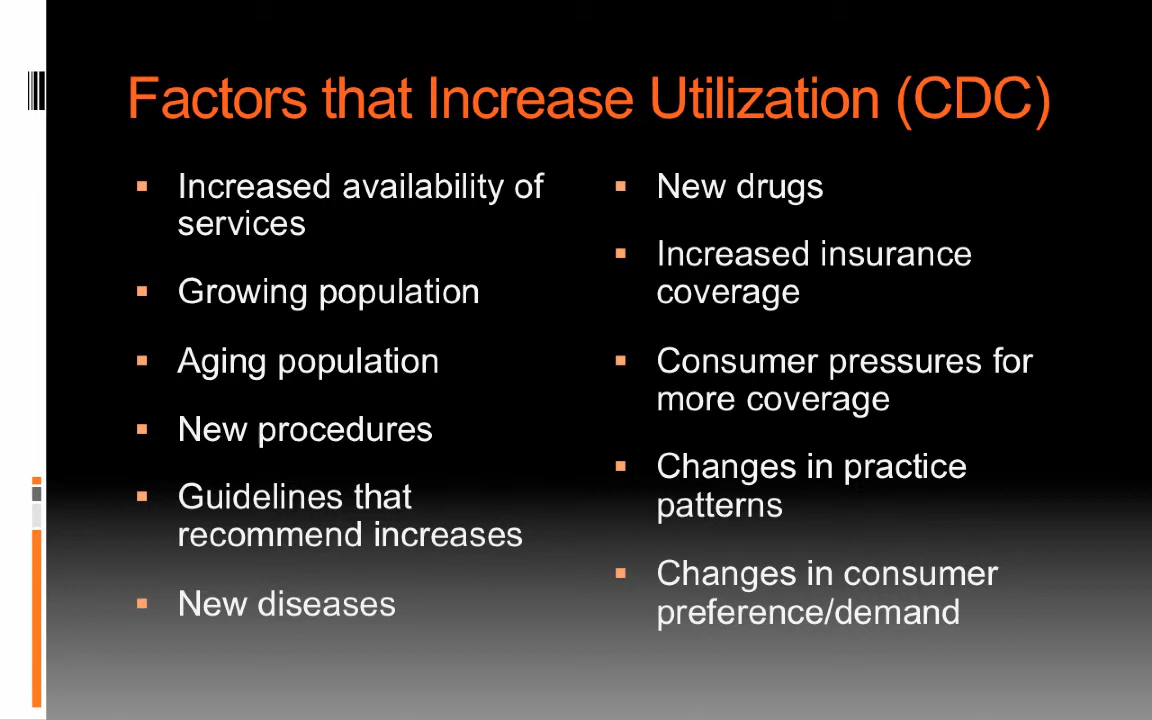 Factors that Increase Utilization (CDC)
Increased availability of
services
Growing population
Aging population
New procedures
Guidelines that
recommend increases
New diseases
New drugs
Increased insurance
coverage
Consumer pressures for
more coverage
Changes in practice
patterns
Changes in consumer
preference/demand